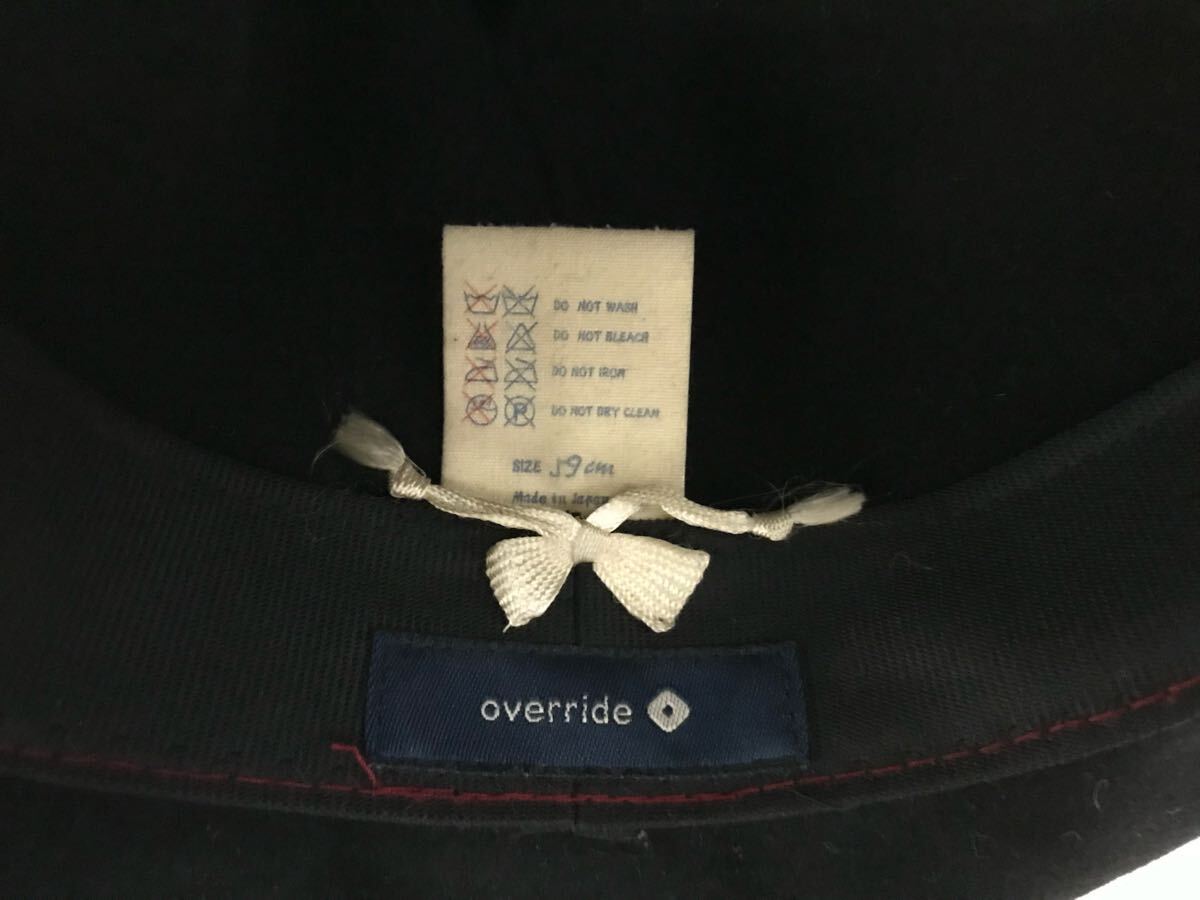 DO NOT WASH
DO NOT BLEACH
DO NOT IRON
P DO NOT DRY CLEAN
SIZE 59cm
Made in Japan
override